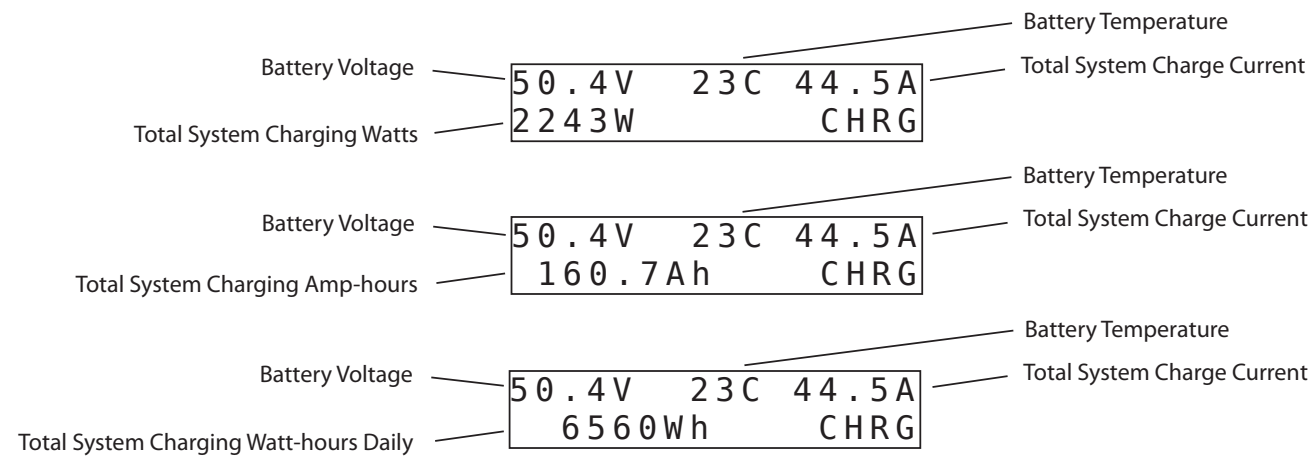 Battery Temperature
Battery Voltage
Total System Charge Current
50.4V 23C 44.5A
Total System Charging Watts
2243W CHRG
Battery Temperature
Battery Voltage
Total System Charge Current
50.4V 23C 44.5A
Total System Charging Amp-hours
160.7Ah CHRG
Battery Temperature
Battery Voltage
Total System Charge Current
50.4V 23C 44.5A
Total System Charging Watt-hours Daily
6560Wh CHRG